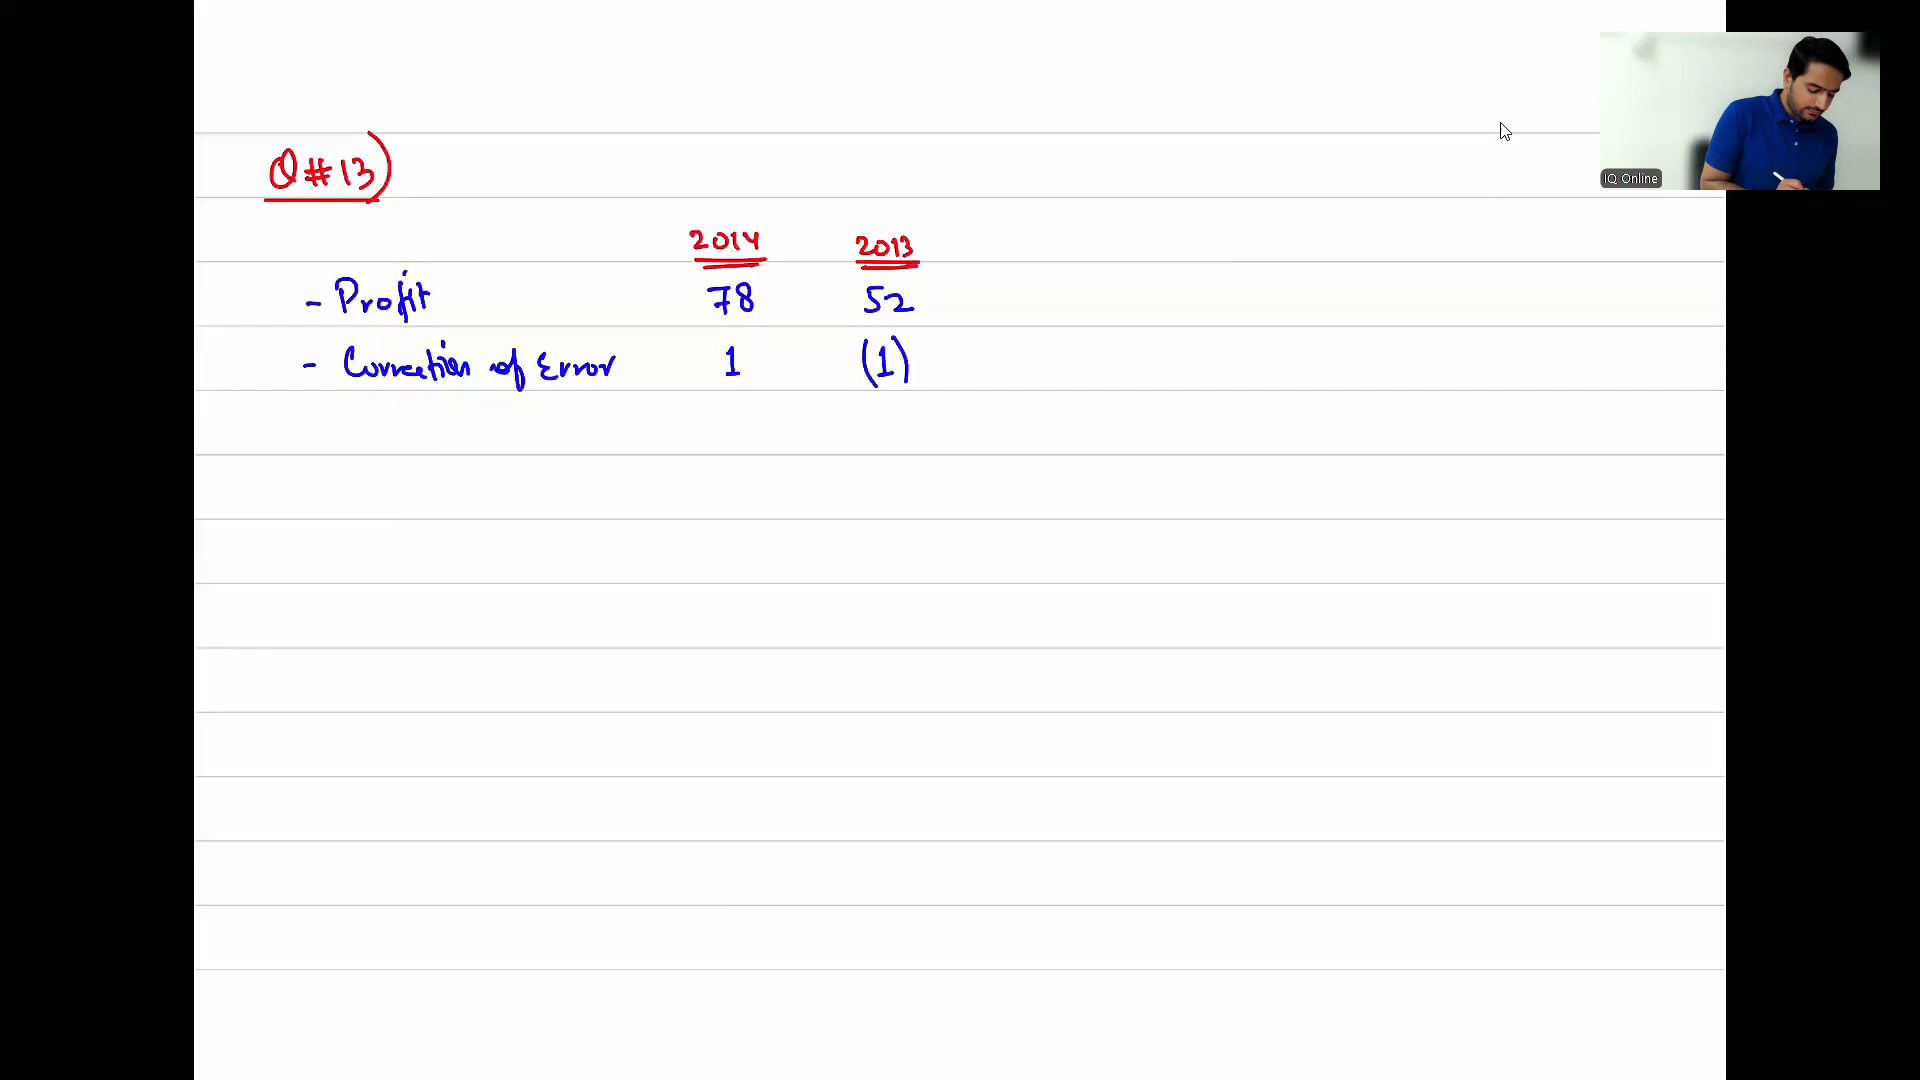 Q#13)
2014 2013
- Profit 78 52
- Correction of Error 1 (1)
IQ Online